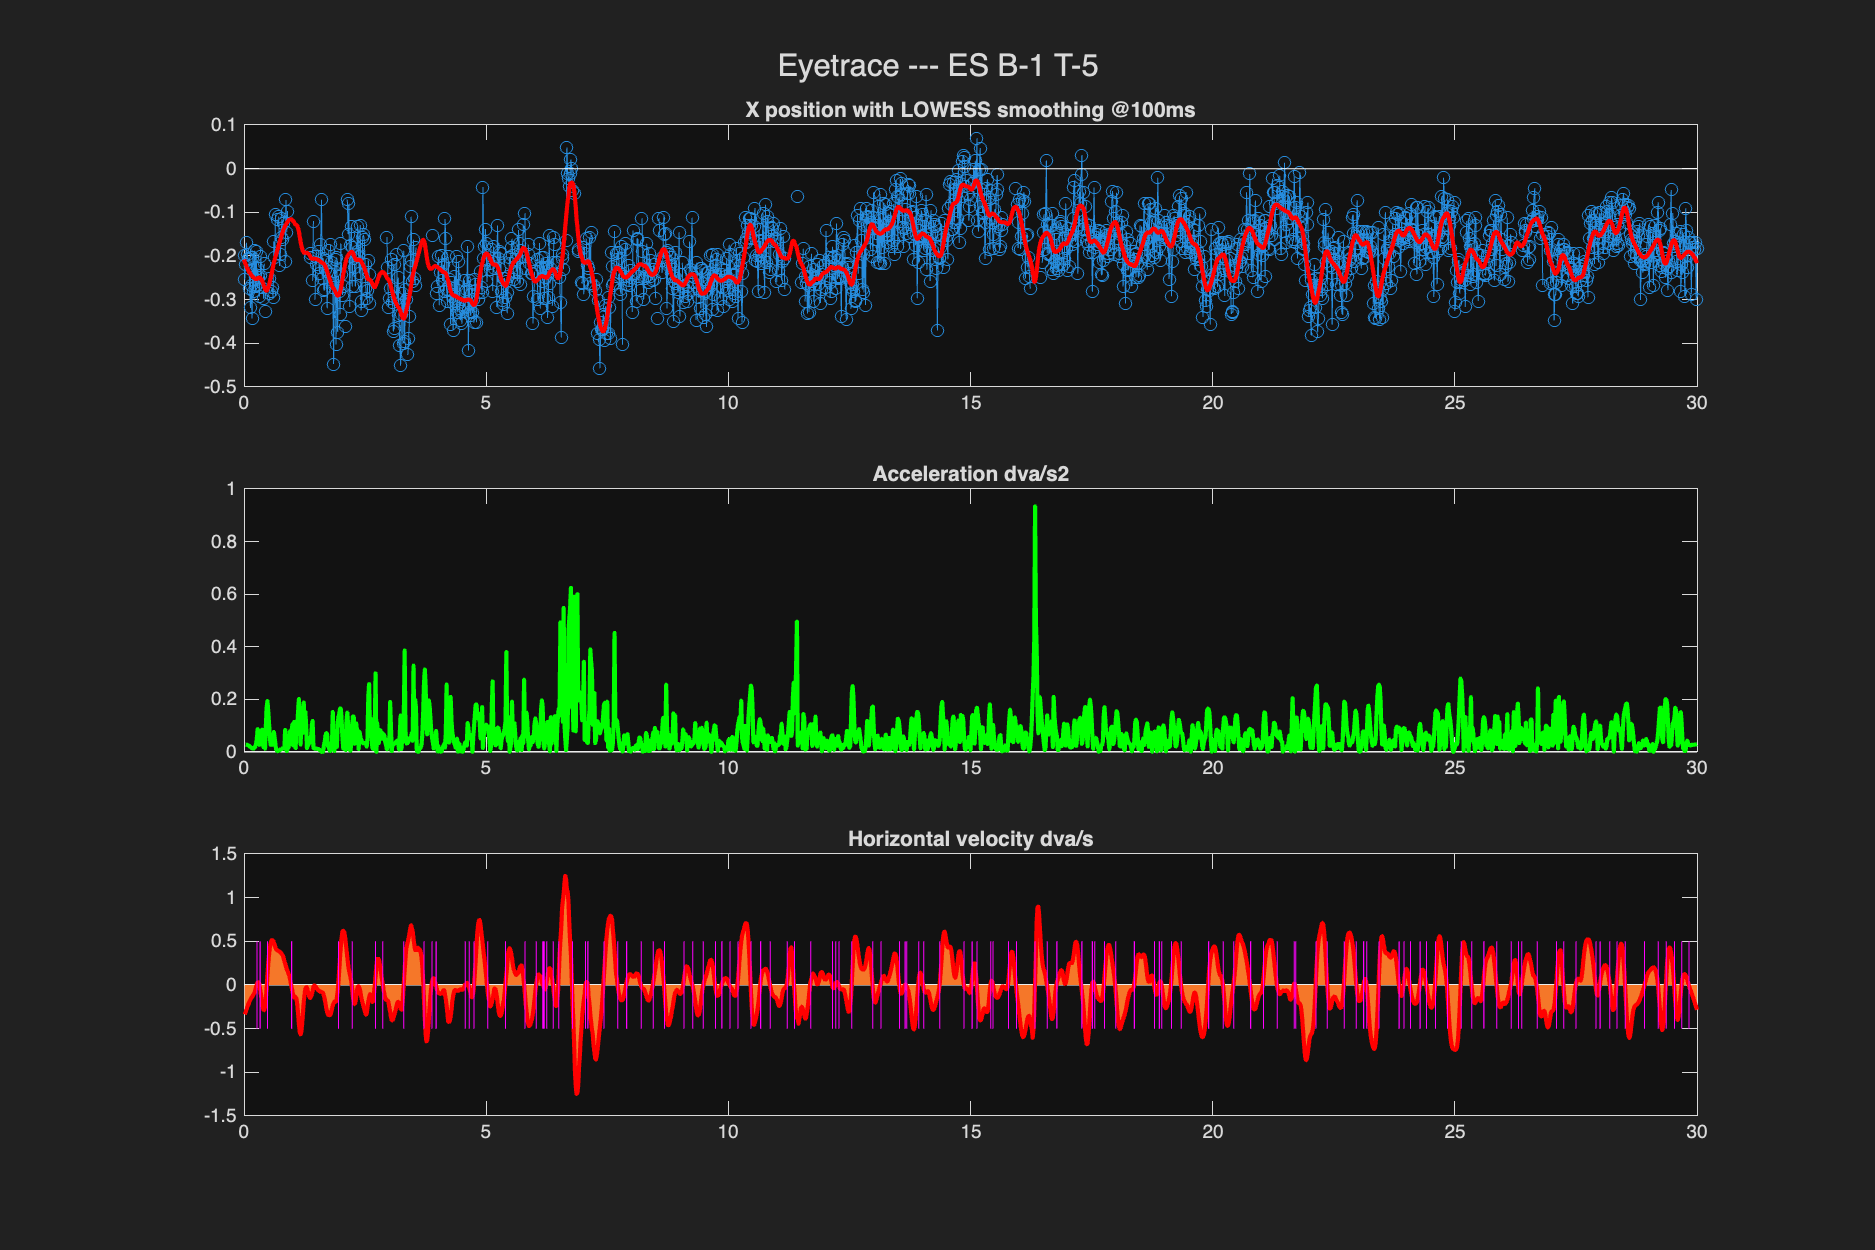 Eyetrace --- ES B-1 T-5
X position with LOWESS smoothing @100ms
0.1
0
-0.1
-0.2
-0.3
-0.4
-0.5
0 5 10 15 20 25 30
Acceleration dva/s2
1
0.8
0.6
0.4
0.2
0
0 5 10 15 20 25 30
Horizontal velocity dva/s
1.5
1
0.5
0
-0.5
-1
-1.5
0 5 10 15 20 25 30